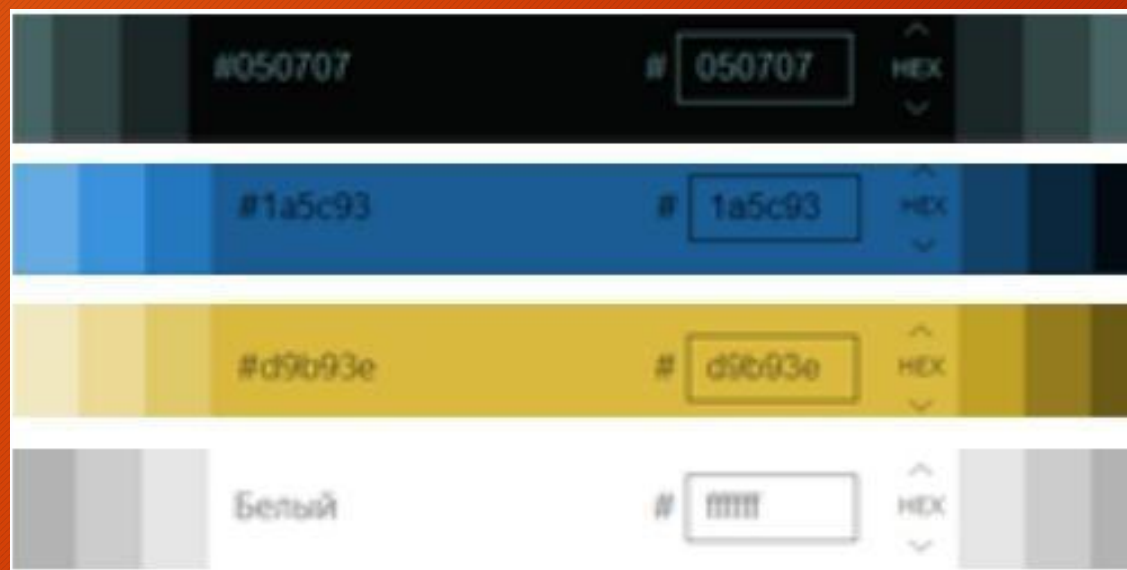 #050707 # 050707 HEX
#1a5c93 # 1a5c93 HEX
#d9b93e # d9b93e HEX
Белый # ffffff HEX